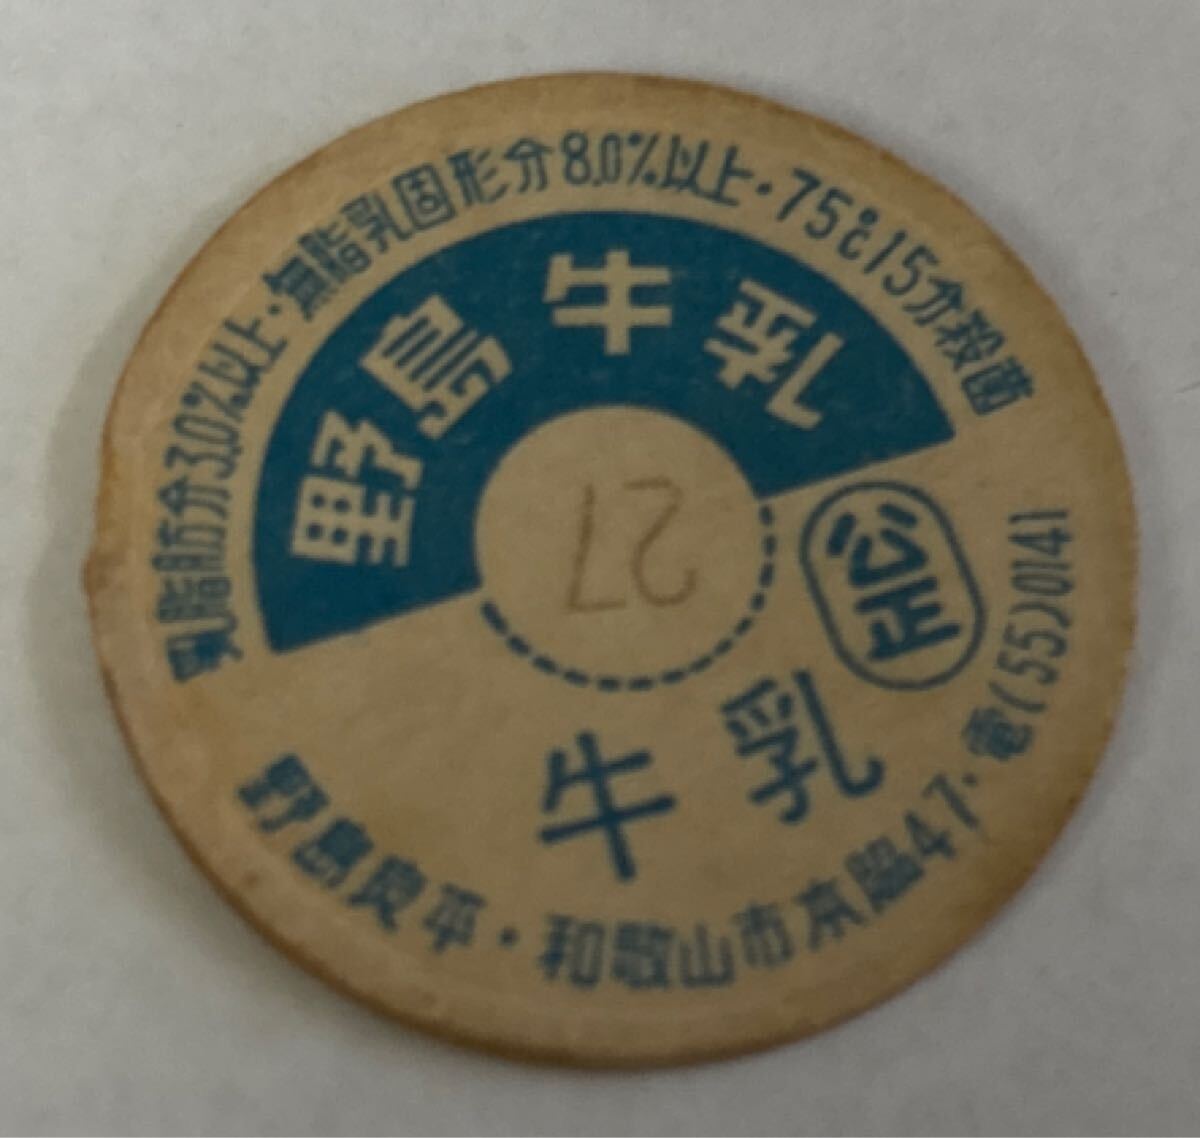 乳脂肪分3.0%以上・無脂乳固形分8.0%以上・75℃15分殺菌
野島牛乳
27
公正
牛乳
野島良平・和歌山市本脇47・電(55)0141